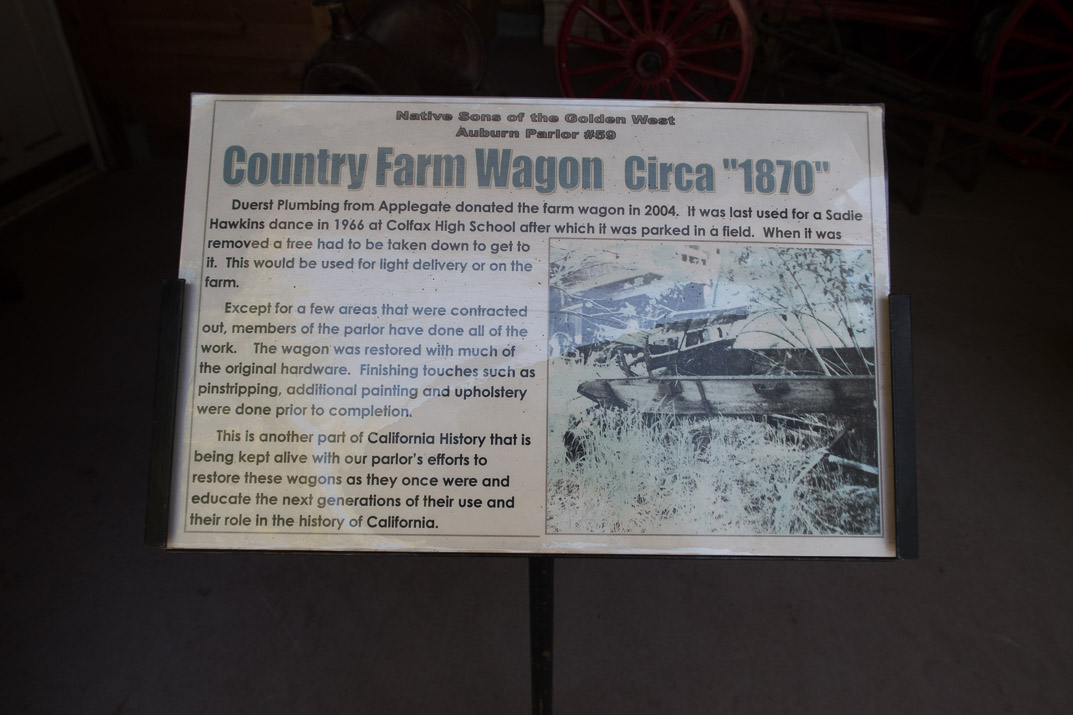 Native Sons of the Golden West
Auburn Parlor #59
Country Farm Wagon Circa "1870"
Duerst Plumbing from Applegate donated the farm wagon in 2004. It was last used for a Sadie
Hawkins dance in 1966 at Colfax High School after which it was parked in a field. When it was
removed a tree had to be taken down to get to
it. This would be used for light delivery or on the
farm.
Except for a few areas that were contracted
out, members of the parlor have done all of the
work. The wagon was restored with much of
the original hardware. Finishing touches such as
pinstripping, additional painting and upholstery
were done prior to completion.
This is another part of California History that is
being kept alive with our parlor's efforts to
restore these wagons as they once were and
educate the next generations of their use and
their role in the history of California.